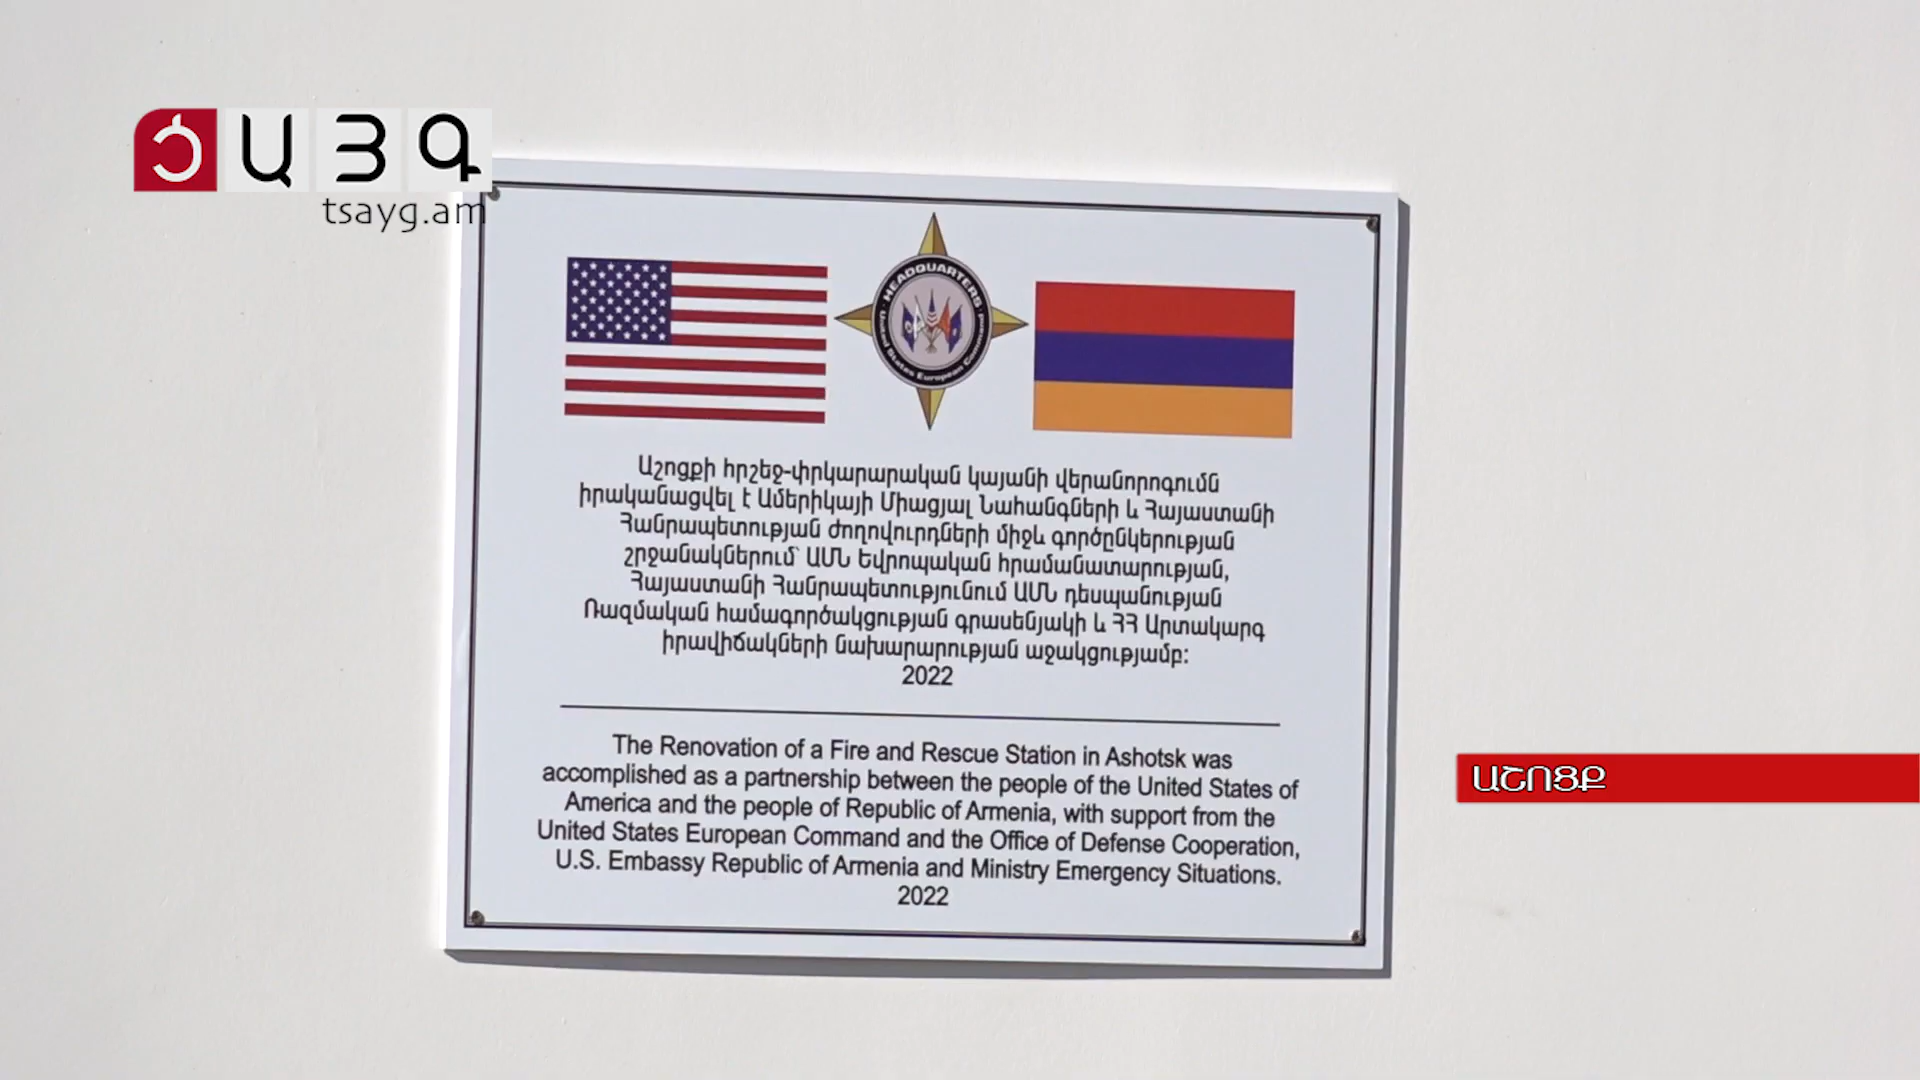 ԾԱՅԳ
tsayg.am
HEADQUARTERS
United States European Command
Աշոցքի հրշեջ-փրկարարական կայանի վերանորոգումն
իրականացվել է Ամերիկայի Միացյալ Նահանգների և Հայաստանի
Հանրապետության ժողովուրդների միջև գործընկերության
շրջանակներում՝ ԱՄՆ Եվրոպական հրամանատարության,
Հայաստանի Հանրապետությունում ԱՄՆ դեսպանության
Ռազմական համագործակցության գրասենյակի և ՀՀ Արտակարգ
իրավիճակների նախարարության աջակցությամբ:
2022
The Renovation of a Fire and Rescue Station in Ashotsk was
accomplished as a partnership between the people of the United States of
America and the people of Republic of Armenia, with support from the
United States European Command and the Office of Defense Cooperation,
U.S. Embassy Republic of Armenia and Ministry Emergency Situations.
2022
ԱՇՈՑՔ